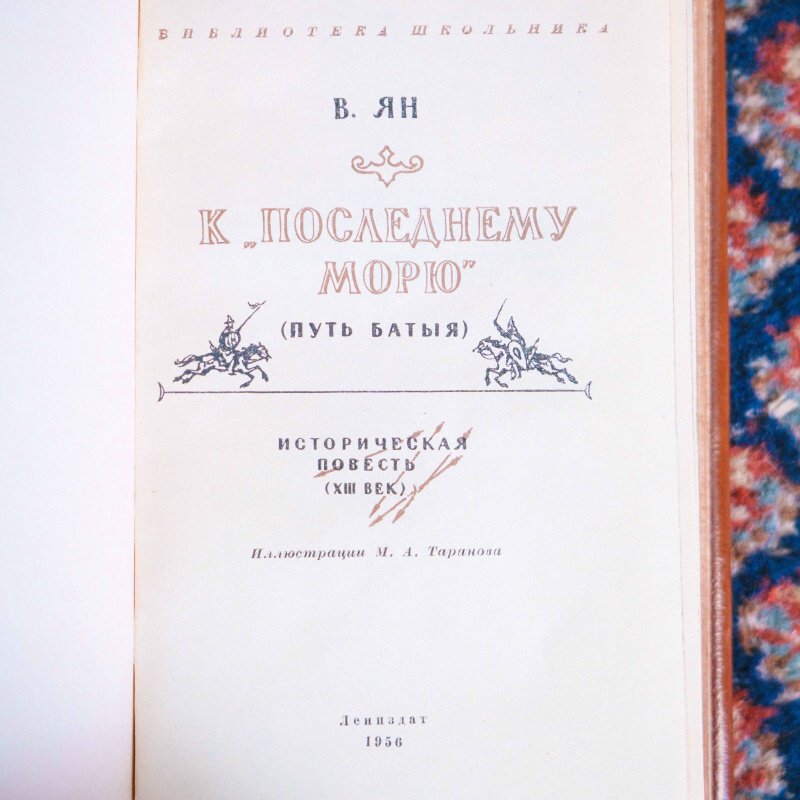 БИБЛИОТЕКА ШКОЛЬНИКА
В. ЯН
К „ПОСЛЕДНЕМУ
МОРЮ"
(ПУТЬ БАТЫЯ)
ИСТОРИЧЕСКАЯ
ПОВЕСТЬ
(XIII ВЕК)
Иллюстрации М. А. Таранова
Лениздат
1956